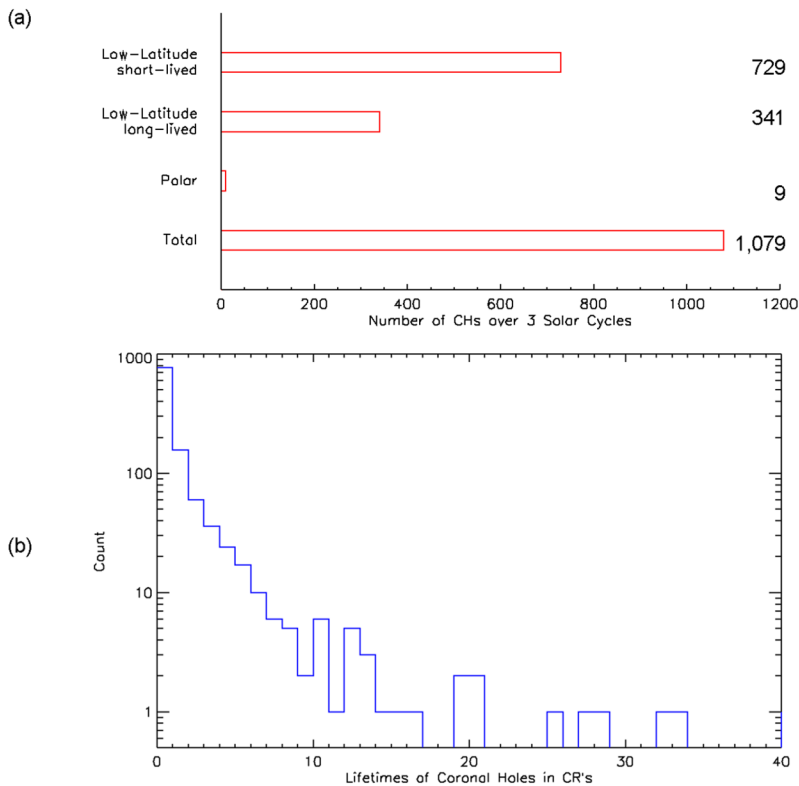 (a)
Low-Latitude
short-lived
729
Low-Latitude
long-lived
341
Polar
9
Total
1,079
0 200 400 600 800 1000 1200
Number of CHs over 3 Solar Cycles
(b)
1000
100
10
1
Count
0 10 20 30 40
Lifetimes of Coronal Holes in CR's